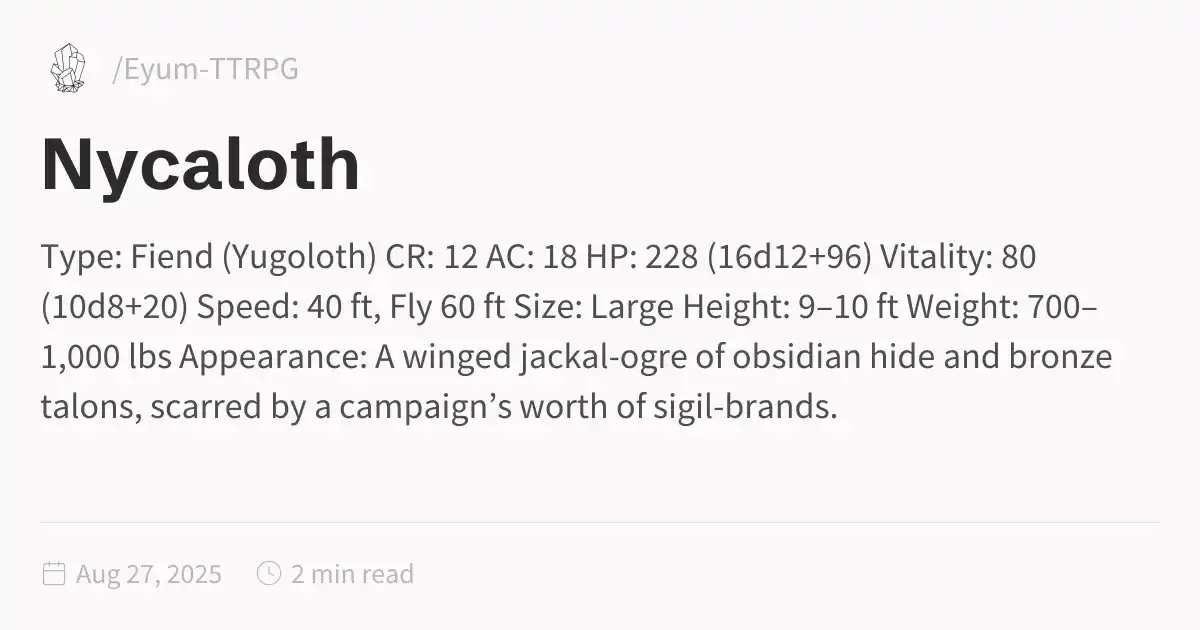 /Eyum-TTRPG
Nycaloth
Type: Fiend (Yugoloth) CR: 12 AC: 18 HP: 228 (16d12+96) Vitality: 80
(10d8+20) Speed: 40 ft, Fly 60 ft Size: Large Height: 9–10 ft Weight: 700–
1,000 lbs Appearance: A winged jackal-ogre of obsidian hide and bronze
talons, scarred by a campaign’s worth of sigil-brands.
Aug 27, 2025 2 min read